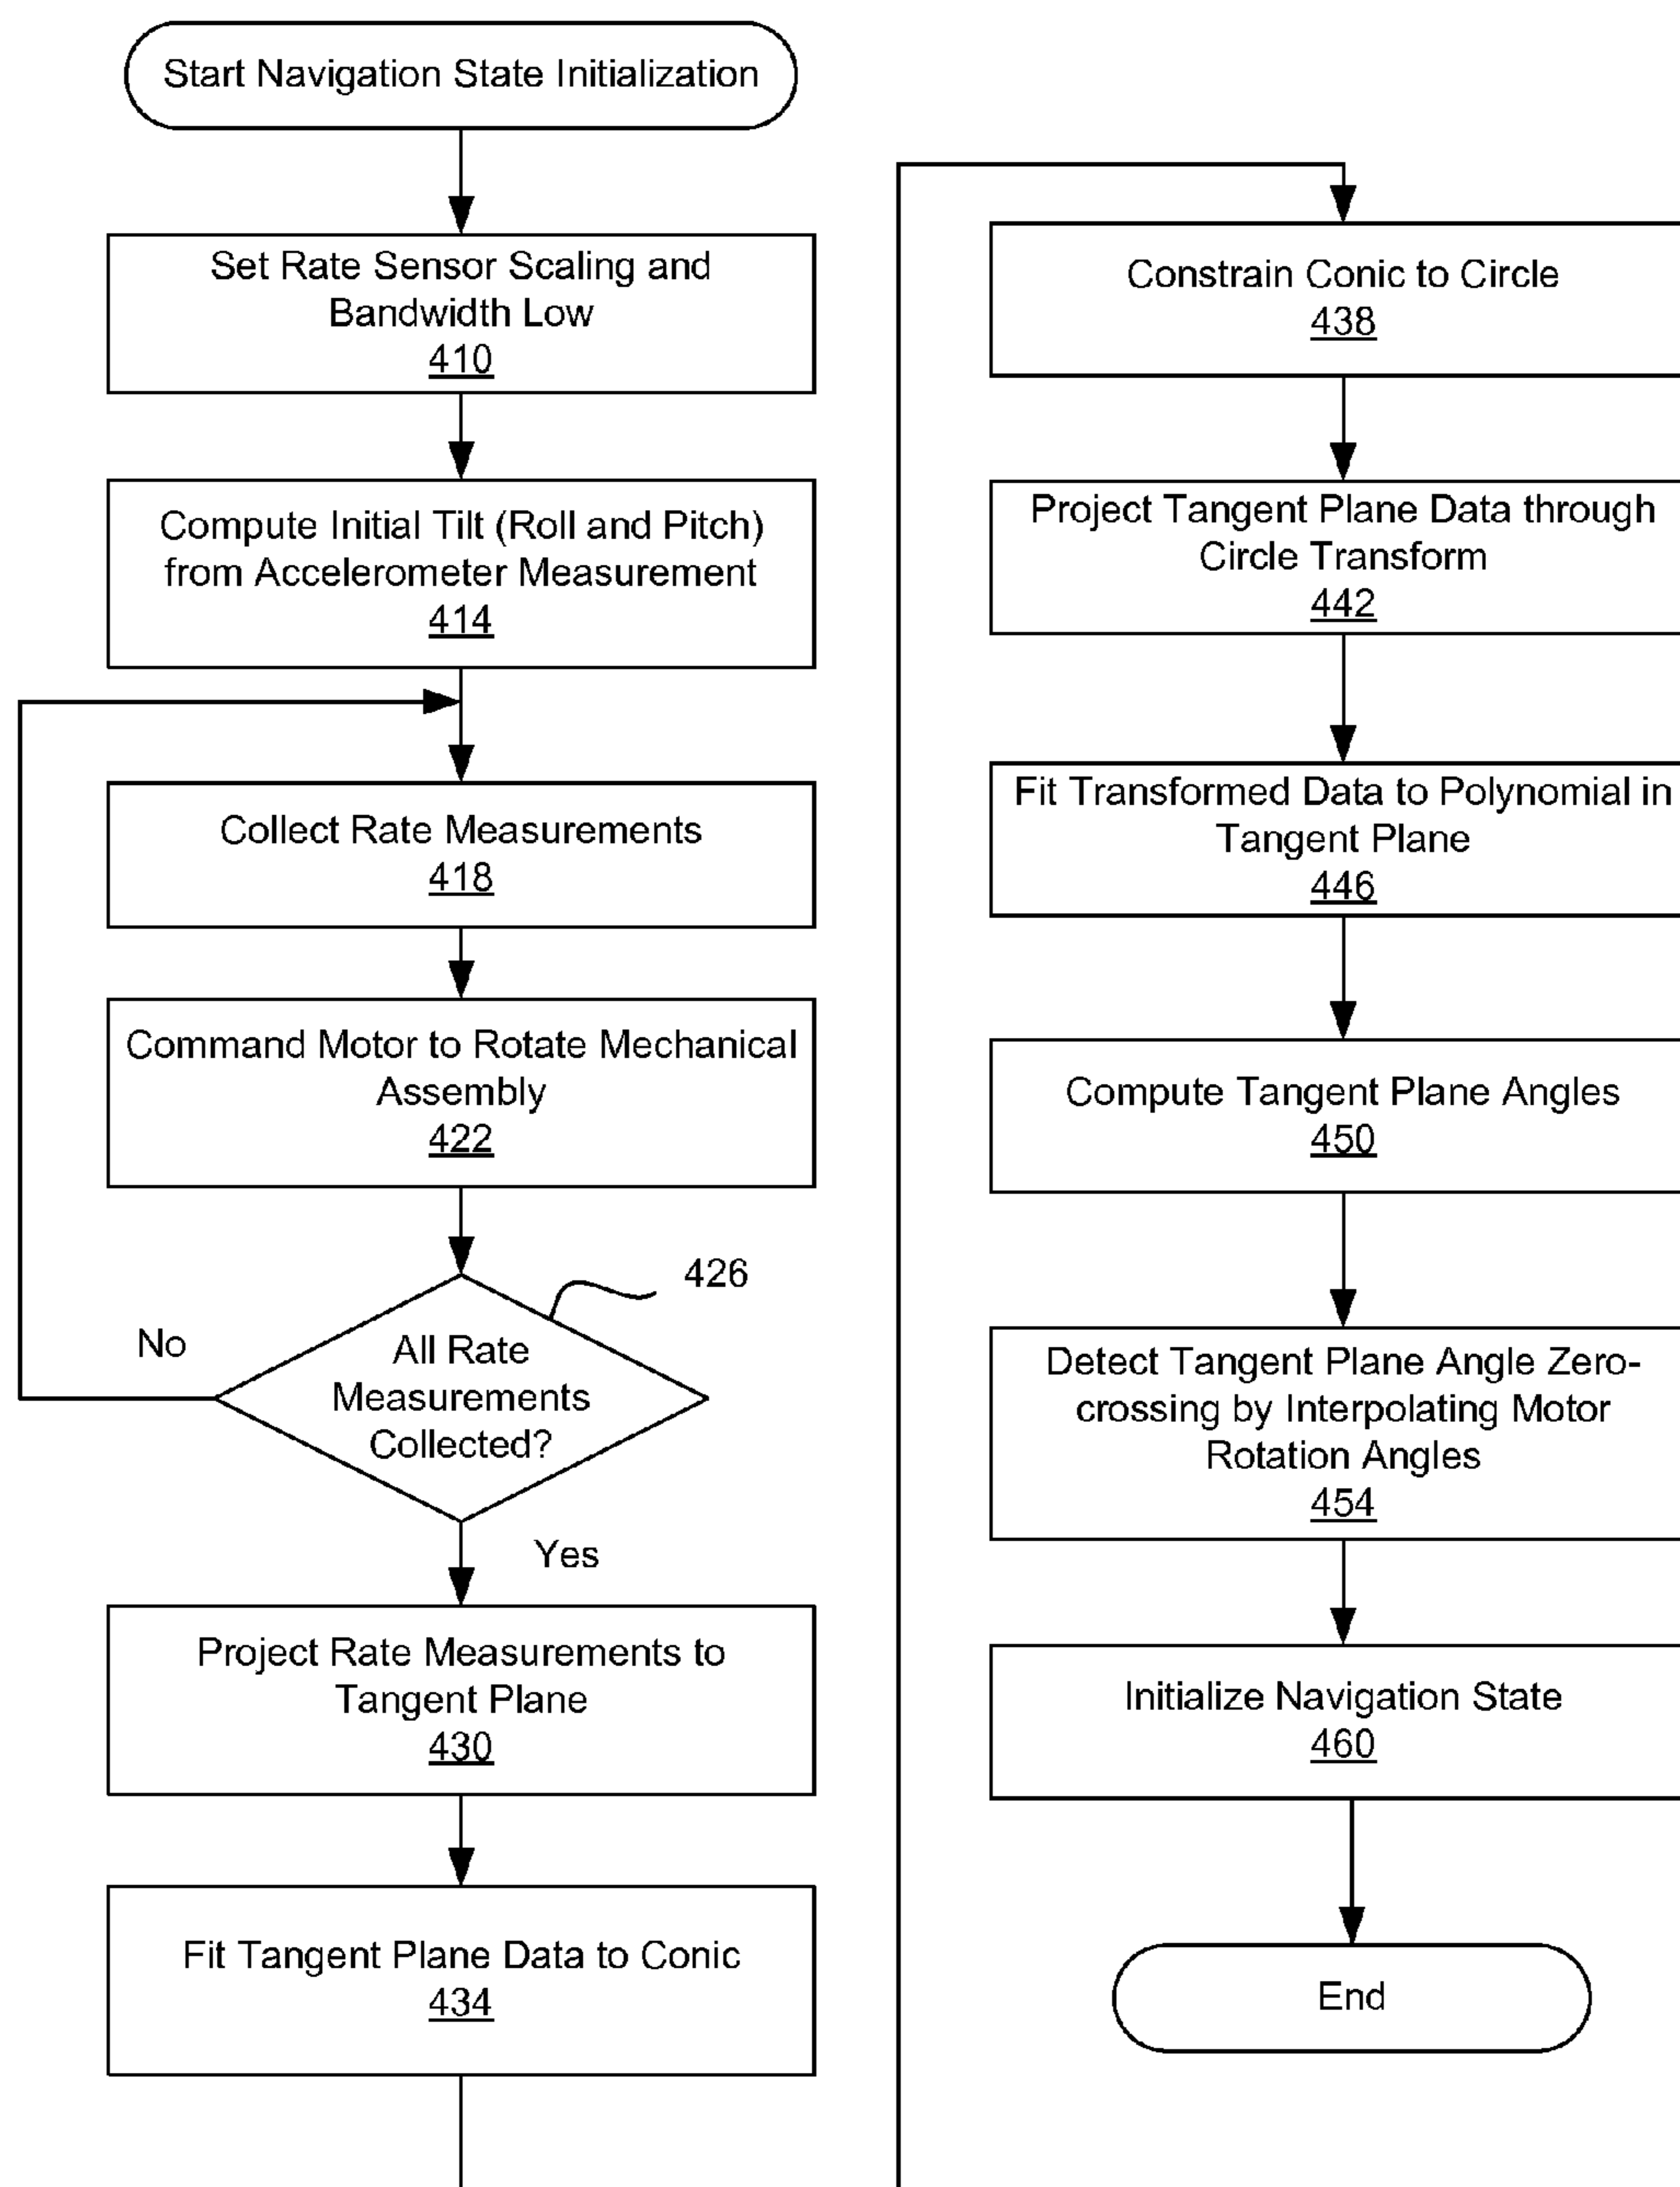 Start Navigation State Initialization
Set Rate Sensor Scaling and
Bandwidth Low
410
Compute Initial Tilt (Roll and Pitch)
from Accelerometer Measurement
414
Collect Rate Measurements
418
Command Motor to Rotate Mechanical
Assembly
422
426
No
All Rate
Measurements
Collected?
Yes
Project Rate Measurements to
Tangent Plane
430
Fit Tangent Plane Data to Conic
434
Constrain Conic to Circle
438
Project Tangent Plane Data through
Circle Transform
442
Fit Transformed Data to Polynomial in
Tangent Plane
446
Compute Tangent Plane Angles
450
Detect Tangent Plane Angle Zero-
crossing by Interpolating Motor
Rotation Angles
454
Initialize Navigation State
460
End